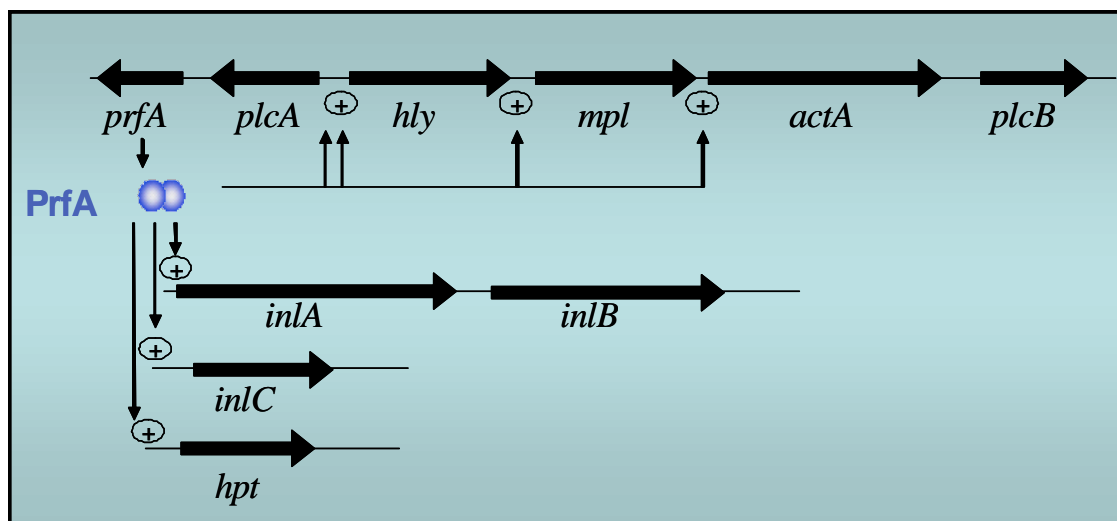 + + +
prfA plcA hly mpl actA plcB
PrfA
+
inlA inlB
+
inlC
+
hpt